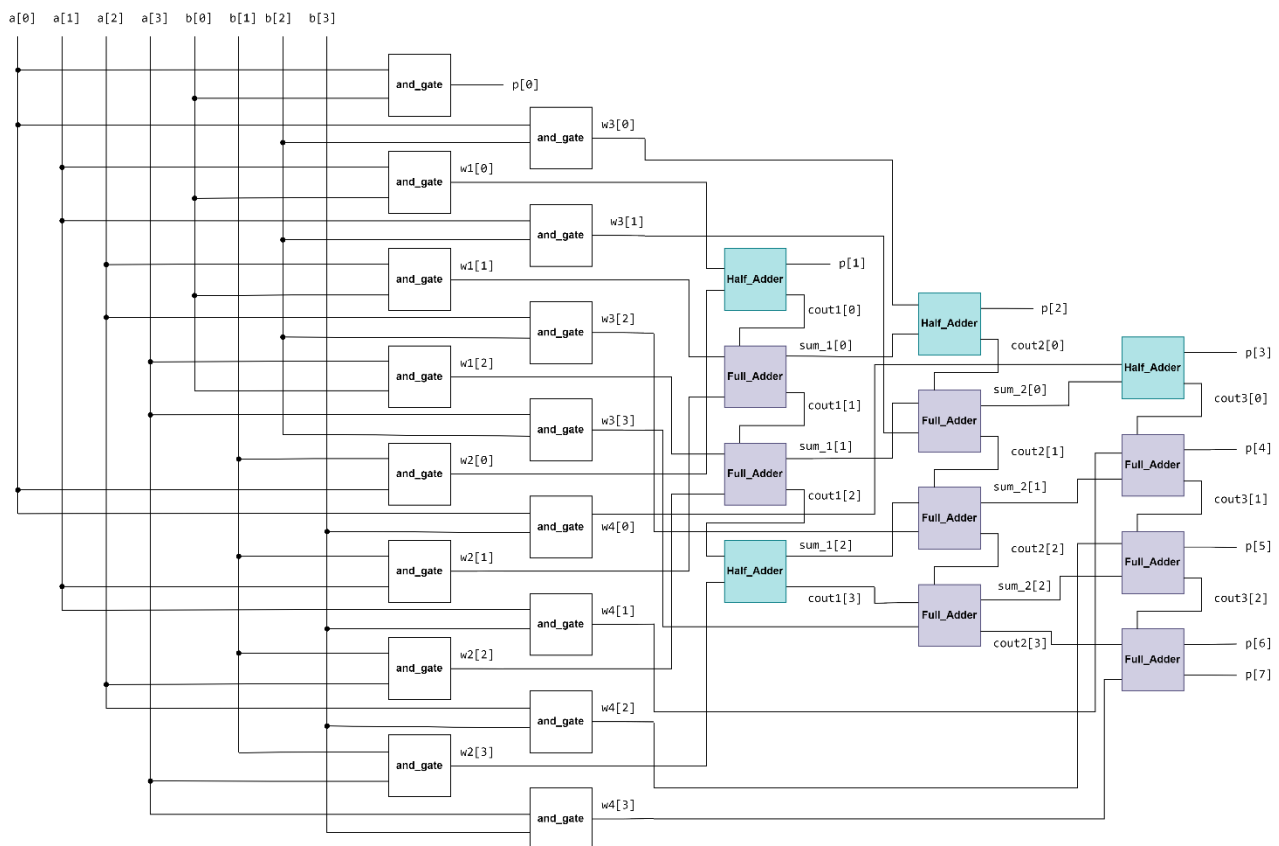 a[0] a[1] a[2] a[3] b[0] b[1] b[2] b[3]
and_gate
p[0]
w3[0]
and_gate
w1[0]
and_gate
w3[1]
and_gate
w1[1]
and_gate
p[1]
Half_Adder
cout1[0]
p[2]
Half_Adder
w3[2]
and_gate
sum_1[0]
cout2[0]
p[3]
Half_Adder
w1[2]
and_gate
Full_Adder
sum_2[0]
cout3[0]
w3[3]
and_gate
cout1[1]
Full_Adder
w2[0]
and_gate
sum_1[1]
cout2[1]
p[4]
Full_Adder
Full_Adder
cout1[2]
sum_2[1]
cout3[1]
w4[0]
and_gate
Full_Adder
w2[1]
and_gate
sum_1[2]
cout2[2]
p[5]
Full_Adder
Half_Adder
cout1[3]
sum_2[2]
cout3[2]
w4[1]
and_gate
Full_Adder
w2[2]
and_gate
cout2[3]
p[6]
Full_Adder
p[7]
w4[2]
and_gate
w2[3]
and_gate
w4[3]
and_gate